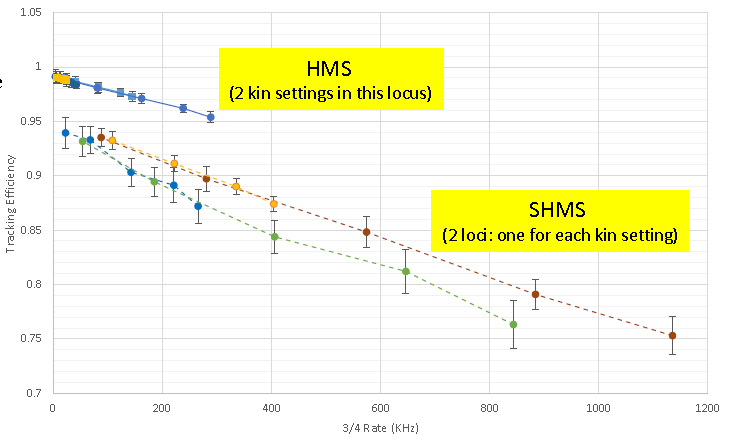 1.05
1
0.95
0.9
0.85
0.8
0.75
0.7
Tracking Efficiency
HMS
(2 kin settings in this locus)
SHMS
(2 loci: one for each kin setting)
0
200
400
600
800
1000
1200
3/4 Rate (KHz)